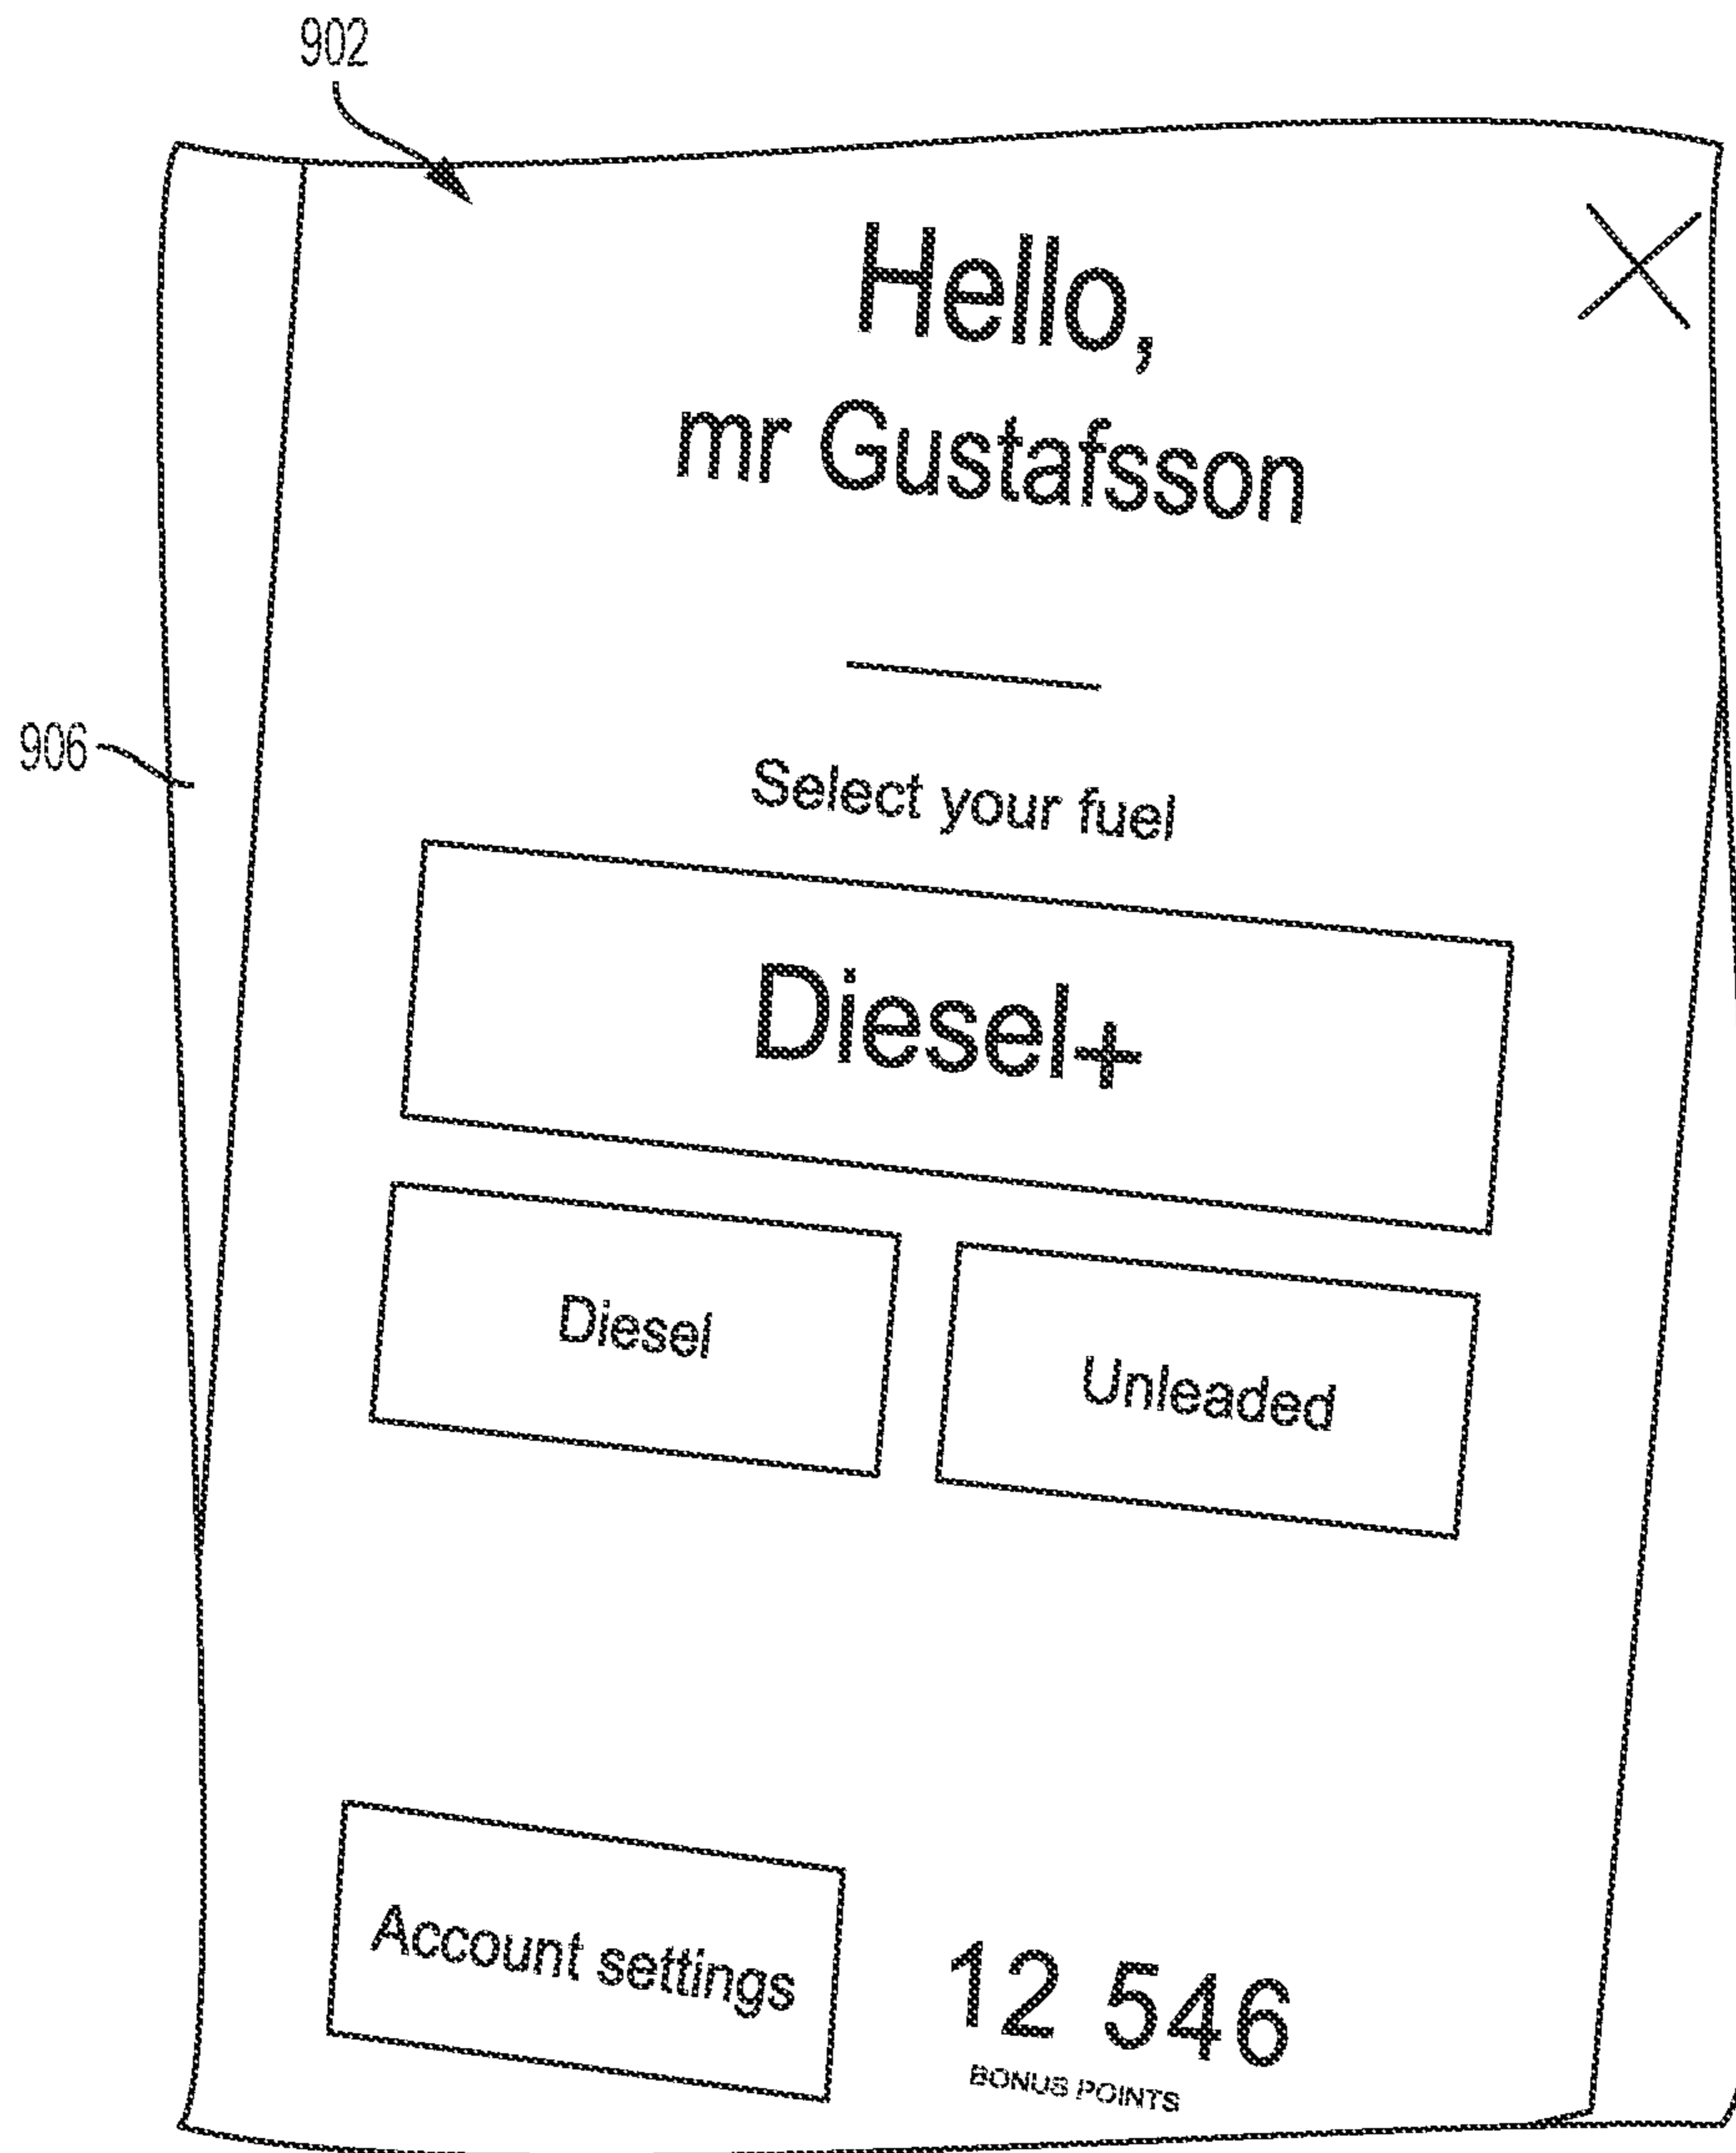 902
Hello,
mr Gustafsson
906
Select your fuel
Diesel+
Diesel
Unleaded
Account settings
12 546
BONUS POINTS